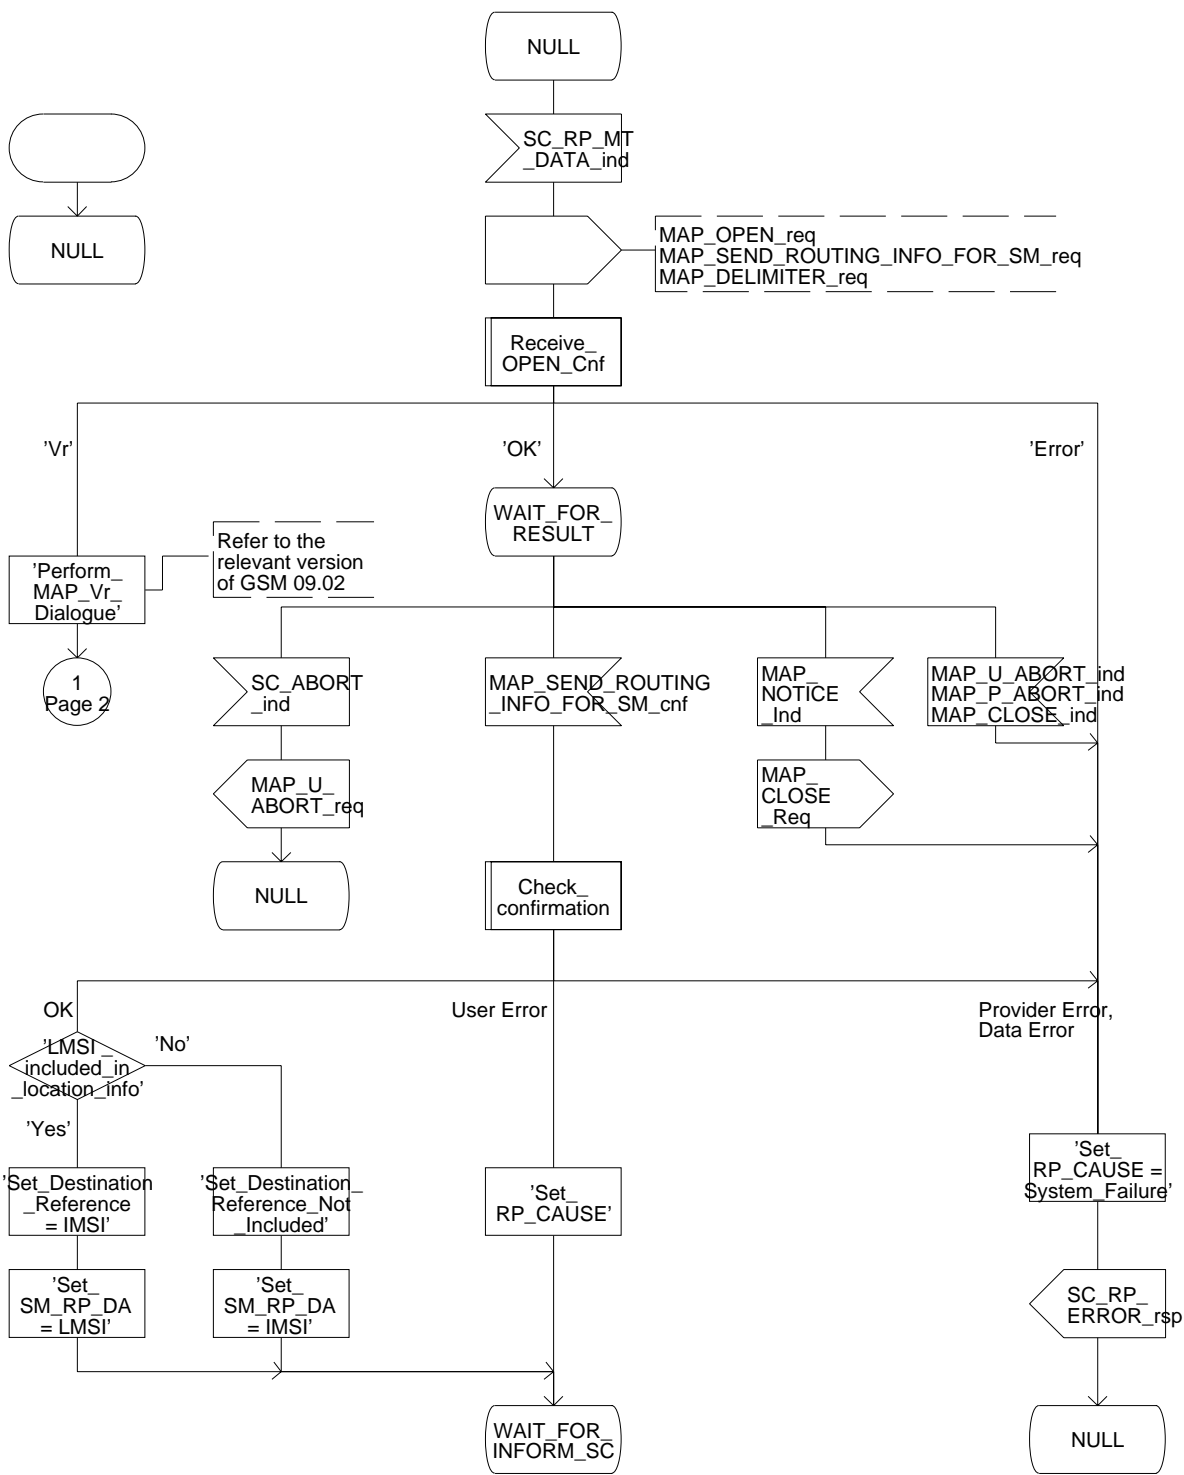 NULL
SC_RP_MT
_DATA_ind
NULL
MAP_OPEN_req
MAP_SEND_ROUTING_INFO_FOR_SM_req
MAP_DELIMITER_req
Receive_
OPEN_Cnf
’Vr’
’OK’
’Error’
WAIT_FOR_
RESULT
Refer to the
relevant version
of GSM 09.02
’Perform_
MAP_Vr_
Dialogue’
1
Page 2
SC_ABORT
_ind
MAP_SEND_ROUTING
_INFO_FOR_SM_cnf
MAP_
NOTICE
_Ind
MAP_U_ABORT_ind
MAP_P_ABORT_ind
MAP_CLOSE_ind
MAP_U_
ABORT_req
MAP_
CLOSE
_Req
NULL
Check_
confirmation
OK
User Error
Provider Error,
Data Error
’LMSI_
included_in
_location_info’
’No’
’Yes’
’Set_Destination
_Reference
= IMSI’
’Set_Destination_
Reference_Not
_Included’
’Set_
RP_CAUSE’
’Set_
RP_CAUSE =
System_Failure’
’Set_
SM_RP_DA
= LMSI’
’Set_
SM_RP_DA
= IMSI’
SC_RP_
ERROR_rsp
WAIT_FOR_
INFORM_SC
NULL